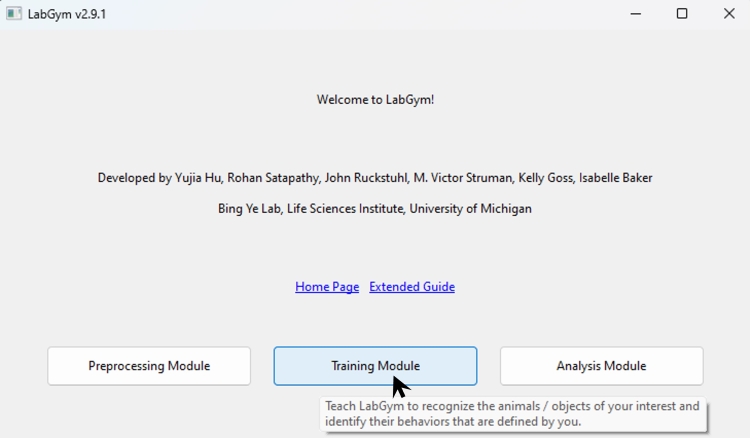 LabGym v2.9.1
Welcome to LabGym!
Developed by Yujia Hu, Rohan Satapathy, John Ruckstuhl, M. Victor Struman, Kelly Goss, Isabelle Baker
Bing Ye Lab, Life Sciences Institute, University of Michigan
Home Page Extended Guide
Preprocessing Module Training Module Analysis Module
Teach LabGym to recognize the animals / objects of your interest and
identify their behaviors that are defined by you.